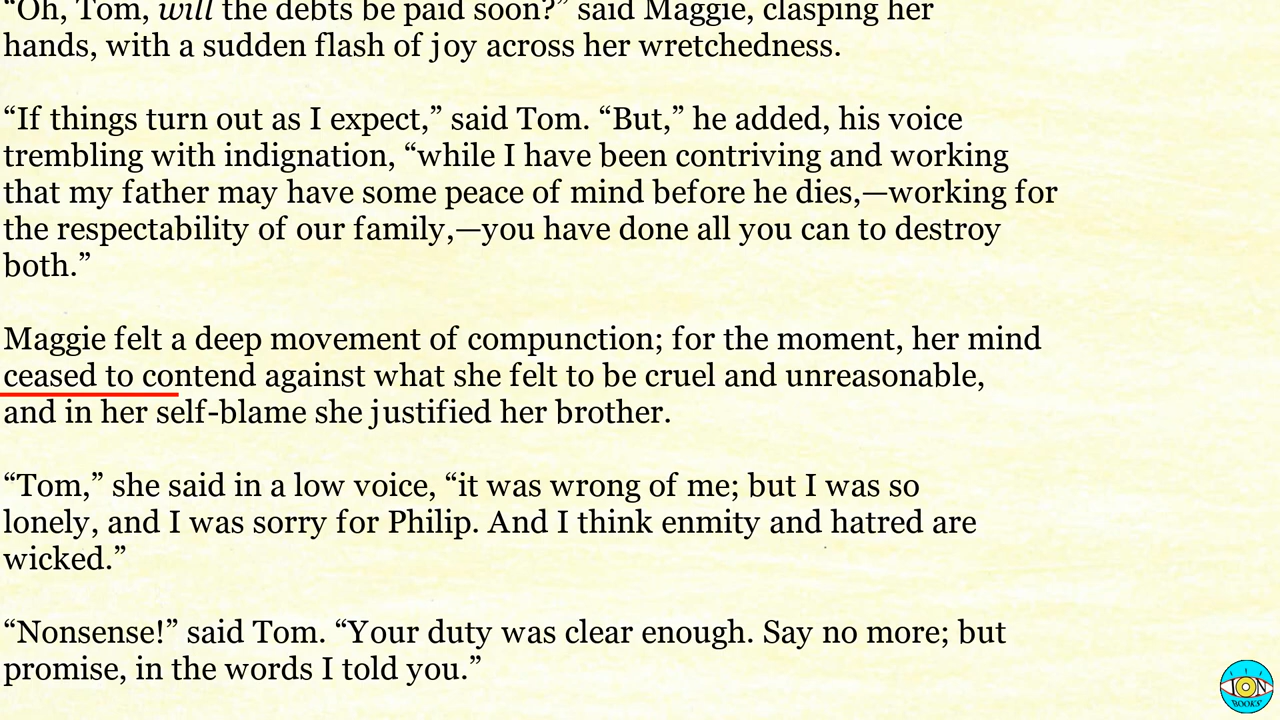 “Oh, Tom, will the debts be paid soon?” said Maggie, clasping her
hands, with a sudden flash of joy across her wretchedness.
“If things turn out as I expect,” said Tom. “But,” he added, his voice
trembling with indignation, “while I have been contriving and working
that my father may have some peace of mind before he dies,—working for
the respectability of our family,—you have done all you can to destroy
both.”
Maggie felt a deep movement of compunction; for the moment, her mind
ceased to contend against what she felt to be cruel and unreasonable,
and in her self-blame she justified her brother.
“Tom,” she said in a low voice, “it was wrong of me; but I was so
lonely, and I was sorry for Philip. And I think enmity and hatred are
wicked.”
“Nonsense!” said Tom. “Your duty was clear enough. Say no more; but
promise, in the words I told you.”
ION
BOOKS